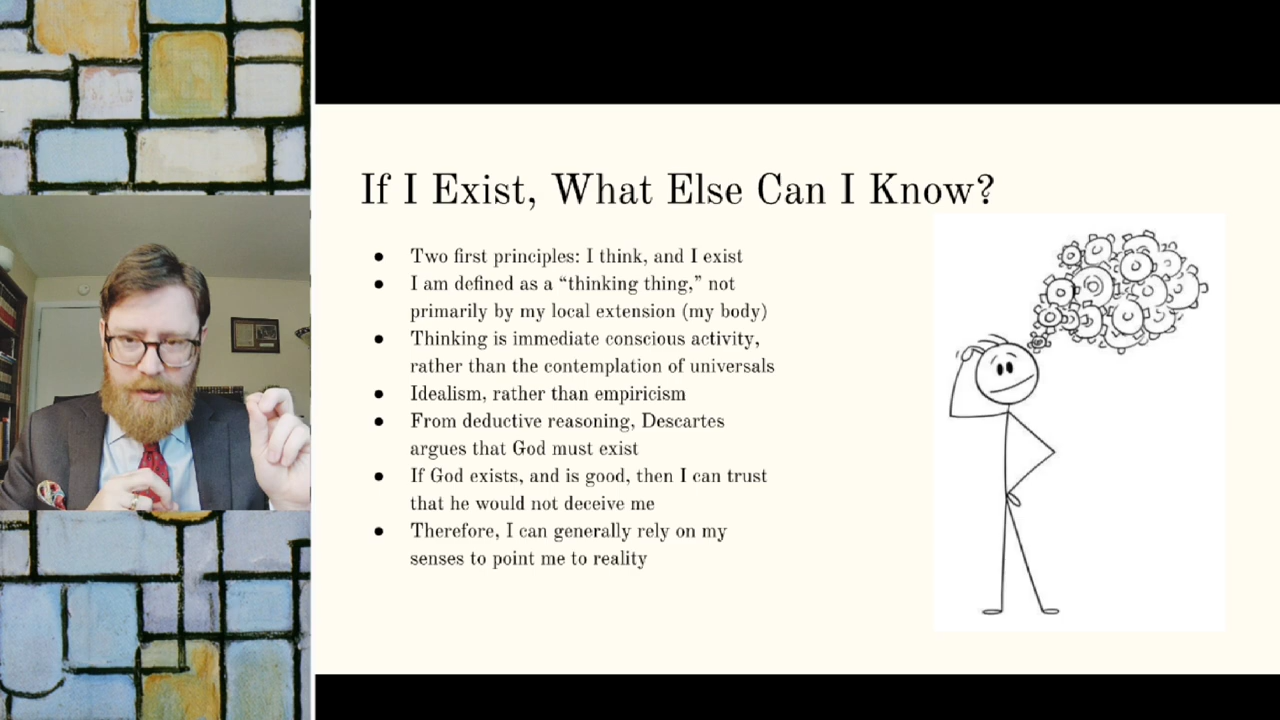 If I Exist, What Else Can I Know?
● Two first principles: I think, and I exist
● I am defined as a “thinking thing,” not
primarily by my local extension (my body)
● Thinking is immediate conscious activity,
rather than the contemplation of universals
● Idealism, rather than empiricism
● From deductive reasoning, Descartes
argues that God must exist
● If God exists, and is good, then I can trust
that he would not deceive me
● Therefore, I can generally rely on my
senses to point me to reality